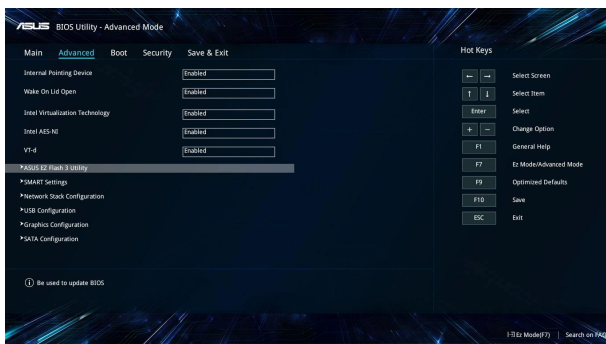 ASUS BIOS Utility - Advanced Mode
Main Advanced Boot Security Save & Exit
Internal Pointing Device Enabled
Wake On Lid Open Enabled
Intel Virtualization Technology Enabled
Intel AES-NI Enabled
VT-d Enabled
ASUS EZ Flash 3 Utility
SMART Settings
Network Stack Configuration
USB Configuration
Graphics Configuration
SATA Configuration
Be used to update BIOS
Hot Keys
← → Select Screen
↑ ↓ Select Item
Enter Select
+ − Change Option
F1 General Help
F7 Ez Mode/Advanced Mode
F9 Optimized Defaults
F10 Save
ESC Exit
Ez Mode(F7) | Search on FAQ